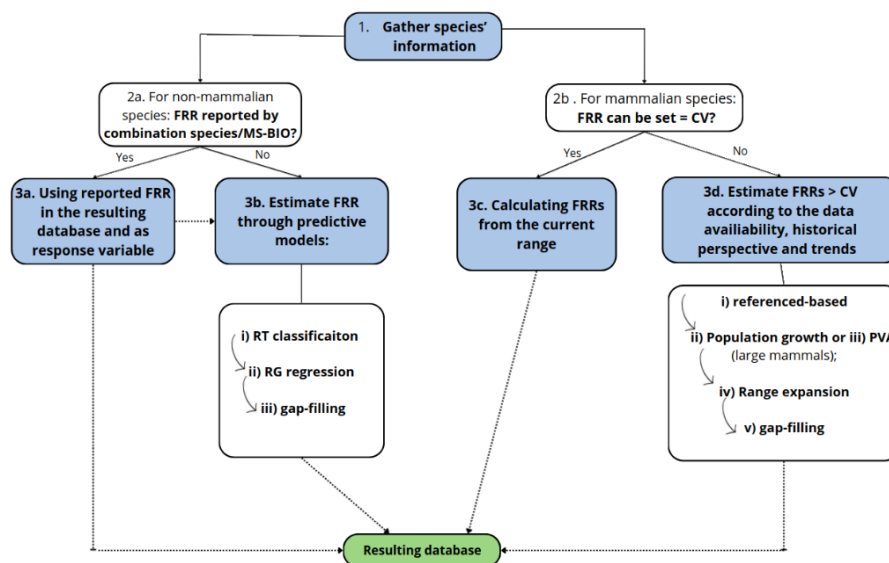 1. Gather species'
information
2a. For non-mammalian
species: FRR reported by
combination species/MS-BIO?
2b . For mammalian species:
FRR can be set = CV?
Yes
No
Yes
No
3a. Using reported FRR
in the resulting
database and as
response variable
3b. Estimate FRR
through predictive
models:
3c. Calculating FRRs
from the current
range
3d. Estimate FRRs > CV
according to the data
availiability, historical
perspective and trends
i) RT classificaiton
ii) RG regression
iii) gap-filling
i) referenced-based
ii) Population growth or iii) PVA
(large mammals);
iv) Range expansion
v) gap-filling
Resulting database